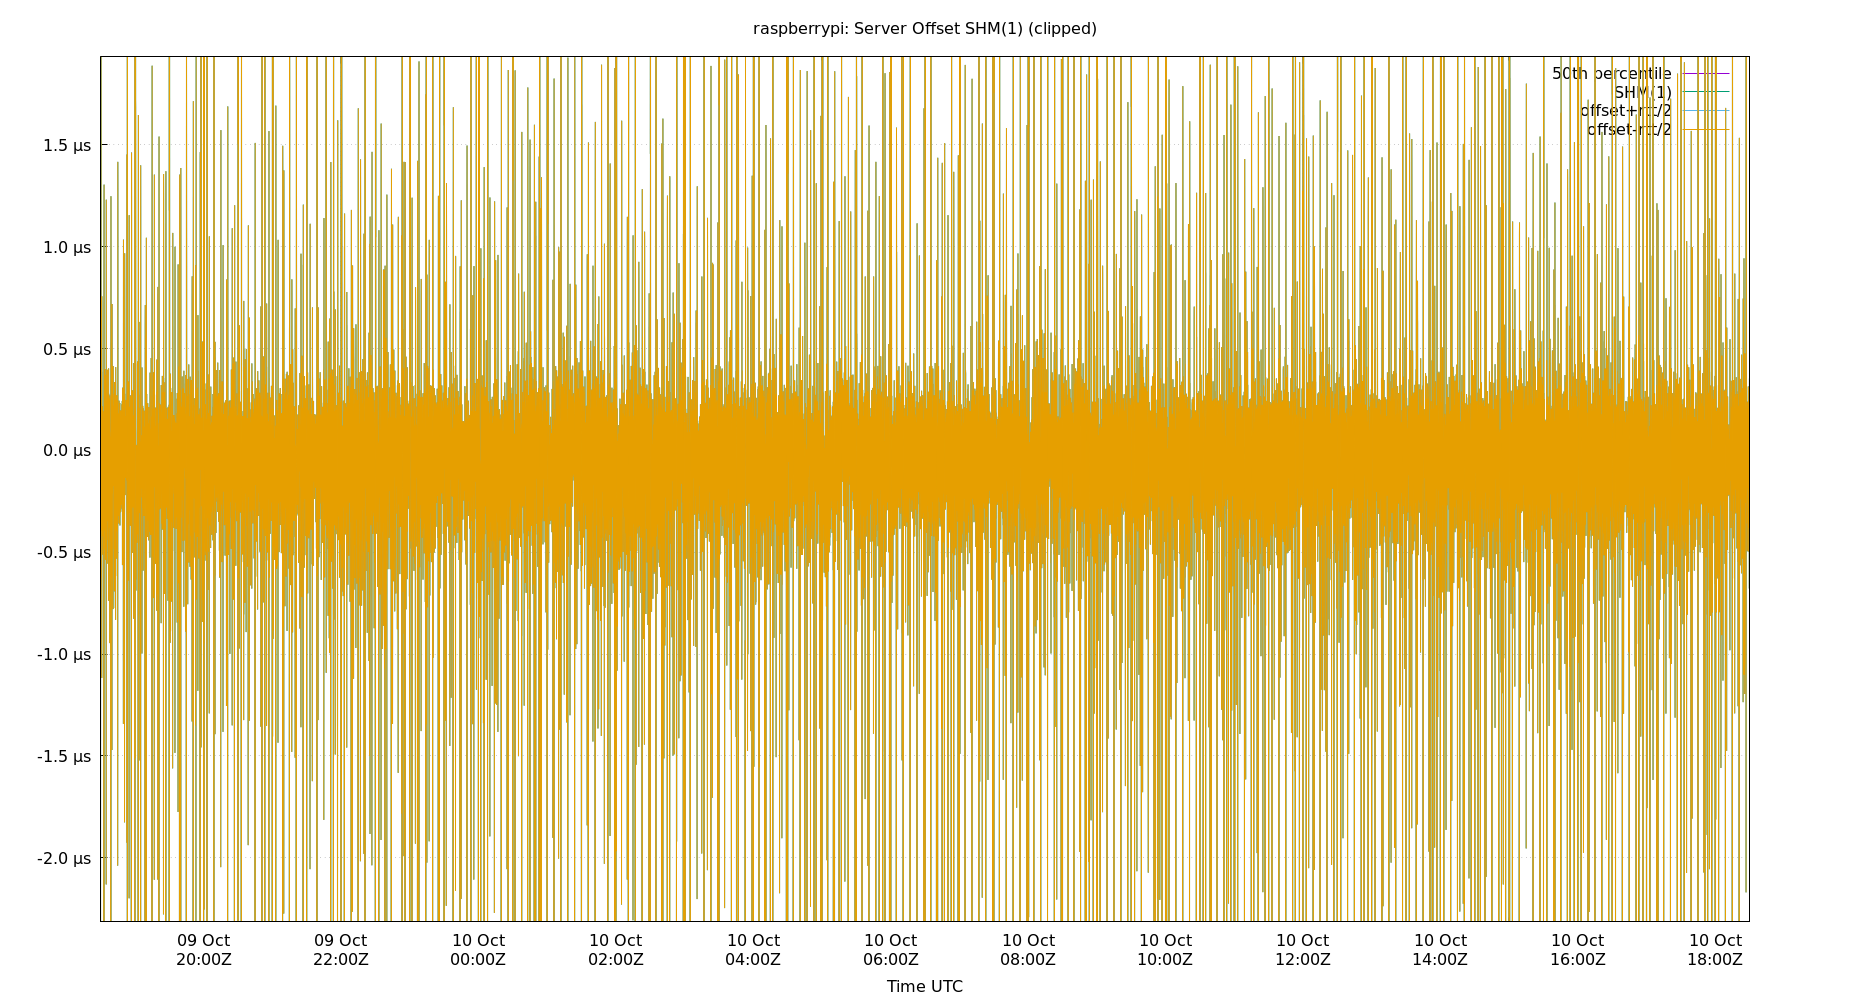 raspberrypi: Server Offset SHM(1) (clipped)
50th percentile
SHM(1)
offset+rtt/2
offset-rtt/2
1.5 µs
1.0 µs
0.5 µs
0.0 µs
-0.5 µs
-1.0 µs
-1.5 µs
-2.0 µs
09 Oct 09 Oct 10 Oct 10 Oct 10 Oct 10 Oct 10 Oct 10 Oct 10 Oct 10 Oct 10 Oct 10 Oct
20:00Z 22:00Z 00:00Z 02:00Z 04:00Z 06:00Z 08:00Z 10:00Z 12:00Z 14:00Z 16:00Z 18:00Z
Time UTC